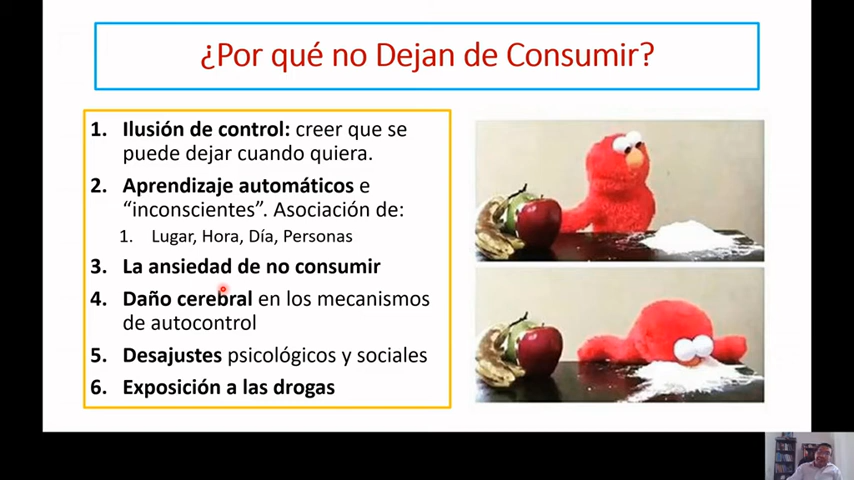 ¿Por qué no Dejan de Consumir?
1. Ilusión de control: creer que se
puede dejar cuando quiera.
2. Aprendizaje automáticos e
“inconscientes”. Asociación de:
1. Lugar, Hora, Día, Personas
3. La ansiedad de no consumir
4. Daño cerebral en los mecanismos
de autocontrol
5. Desajustes psicológicos y sociales
6. Exposición a las drogas